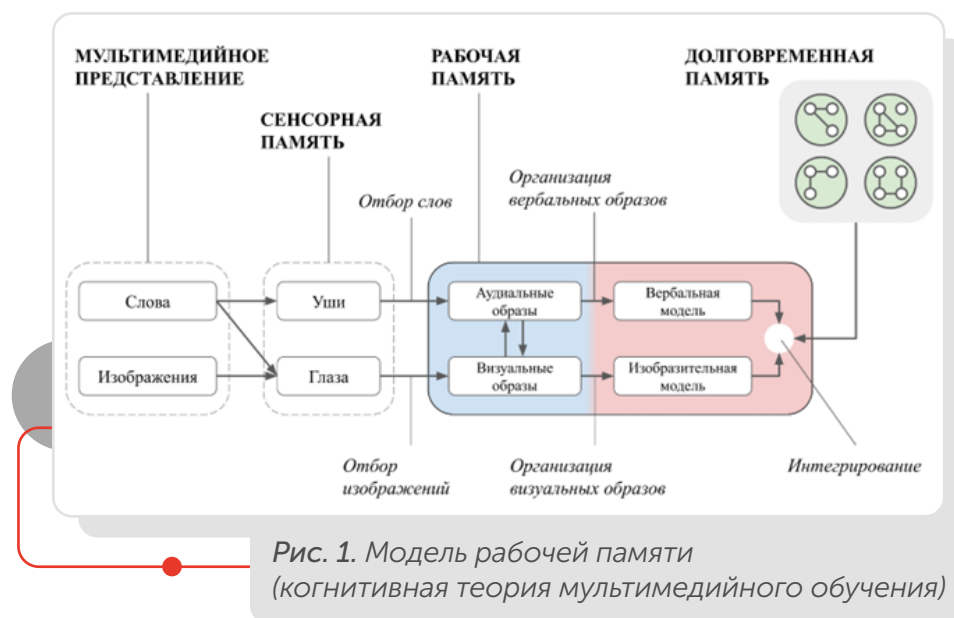 МУЛЬТИМЕДИЙНОЕ
ПРЕДСТАВЛЕНИЕ
СЕНСОРНАЯ
ПАМЯТЬ
РАБОЧАЯ
ПАМЯТЬ
ДОЛГОВРЕМЕННАЯ
ПАМЯТЬ
Отбор слов
Организация
вербальных образов
Слова
Уши
Аудиальные
образы
Вербальная
модель
Изображения
Глаза
Визуальные
образы
Изобразительная
модель
Отбор
изображений
Организация
визуальных образов
Интегрирование
Рис. 1. Модель рабочей памяти
(когнитивная теория мультимедийного обучения)